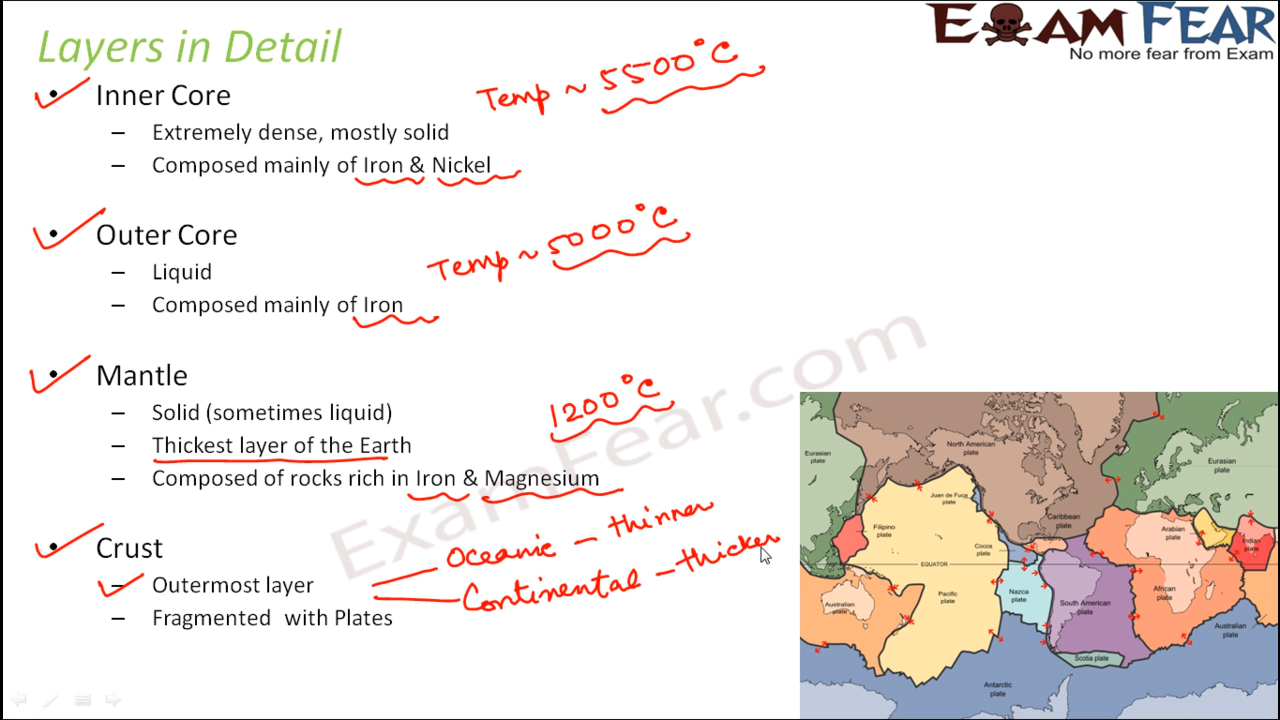 Layers in Detail
EXAM FEAR
No more fear from Exam
• Inner Core
Temp ~ 5500°C
– Extremely dense, mostly solid
– Composed mainly of Iron & Nickel
• Outer Core
Temp ~ 5000°C
– Liquid
– Composed mainly of Iron
• Mantle
1200°C
– Solid (sometimes liquid)
– Thickest layer of the Earth
– Composed of rocks rich in Iron & Magnesium
• Crust
Oceanic – thinner
– Outermost layer
Continental – thicker
– Fragmented with Plates
ExamFear.com
North American
plate
Eurasian
plate
Eurasian
plate
Juan de Fuca
plate
Caribbean
plate
Filipino
plate
Arabian
plate
Indian
plate
Cocos
plate
EQUATOR
Pacific
plate
Nazca
plate
South American
plate
African
plate
Australian
plate
Australian
plate
Scotia plate
Antarctic
plate